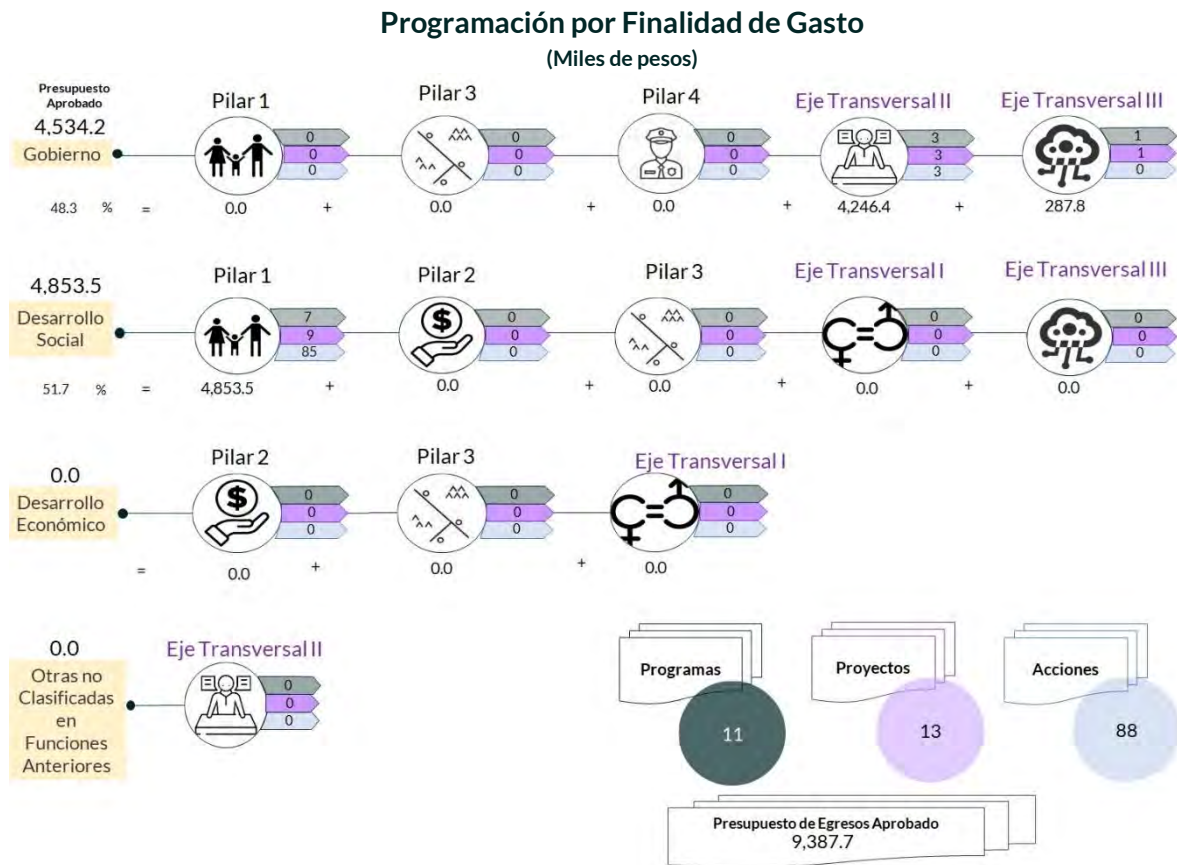 Programación por Finalidad de Gasto
(Miles de pesos)
Presupuesto
Aprobado
4,534.2
Gobierno
Pilar 1
0
0
0
Pilar 3
0
0
0
Pilar 4
0
0
0
Eje Transversal II
3
3
3
Eje Transversal III
1
1
0
48.3 % = 0.0 + 0.0 + 0.0 + 4,246.4 + 287.8
4,853.5
Desarrollo
Social
Pilar 1
7
9
85
Pilar 2
$
0
0
0
Pilar 3
0
0
0
Eje Transversal I
0
0
0
Eje Transversal III
0
0
0
51.7 % = 4,853.5 + 0.0 + 0.0 + 0.0 + 0.0
0.0
Desarrollo
Económico
Pilar 2
$
0
0
0
Pilar 3
0
0
0
Eje Transversal I
0
0
0
= 0.0 + 0.0 + 0.0
0.0
Otras no
Clasificadas
en
Funciones
Anteriores
Eje Transversal II
0
0
0
Programas
11
Proyectos
13
Acciones
88
Presupuesto de Egresos Aprobado
9,387.7